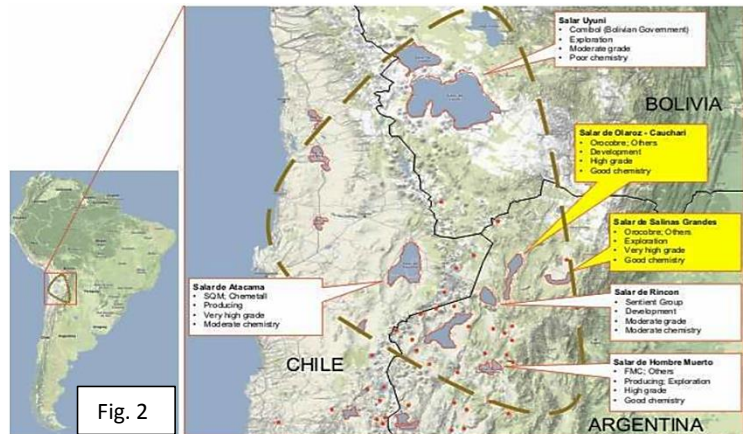 Salar Uyuni
• Comibol (Bolivian Government)
• Exploration
• Moderate grade
• Poor chemistry
BOLIVIA
Salar de Olaroz - Cauchari
• Orocobre; Others
• Development
• High grade
• Good chemistry
Salar de Salinas Grandes
• Orocobre; Others
• Exploration
• Very high grade
• Good chemistry
Salar de Atacama
• SQM; Chemetall
• Producing
• Very high grade
• Moderate chemistry
Salar de Rincon
• Sentient Group
• Development
• Moderate grade
• Moderate chemistry
CHILE
Salar de Hombre Muerto
• FMC; Others
• Producing; Exploration
• High grade
• Good chemistry
ARGENTINA
Fig. 2